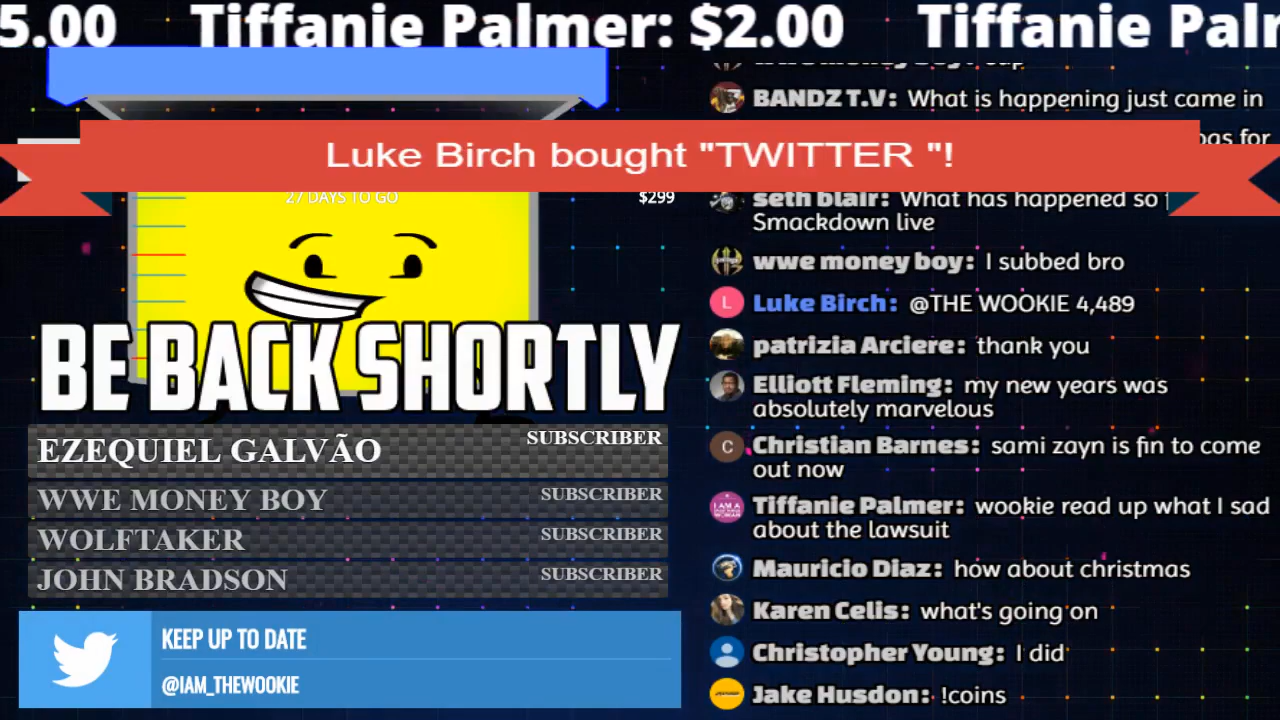 5.00 Tiffanie Palmer: $2.00 Tiffanie Palm
BANDZ T.V: What is happening just came in
for
Luke Birch bought "TWITTER "!
27 DAYS TO GO
$299
seth blair: What has happened so
Smackdown live
wwe money boy: I subbed bro
Luke Birch: @THE WOOKIE 4,489
patrizia Arciere: thank you
Elliott Fleming: my new years was
absolutely marvelous
Christian Barnes: sami zayn is fin to come
out now
Tiffanie Palmer: wookie read up what I sad
about the lawsuit
Mauricio Diaz: how about christmas
Karen Celis: what's going on
Christopher Young: I did
Jake Husdon: !coins
BE BACK SHORTLY
EZEQUIEL GALVÃO SUBSCRIBER
WWE MONEY BOY SUBSCRIBER
WOLFTAKER SUBSCRIBER
JOHN BRADSON SUBSCRIBER
KEEP UP TO DATE
@IAM_THEWOOKIE